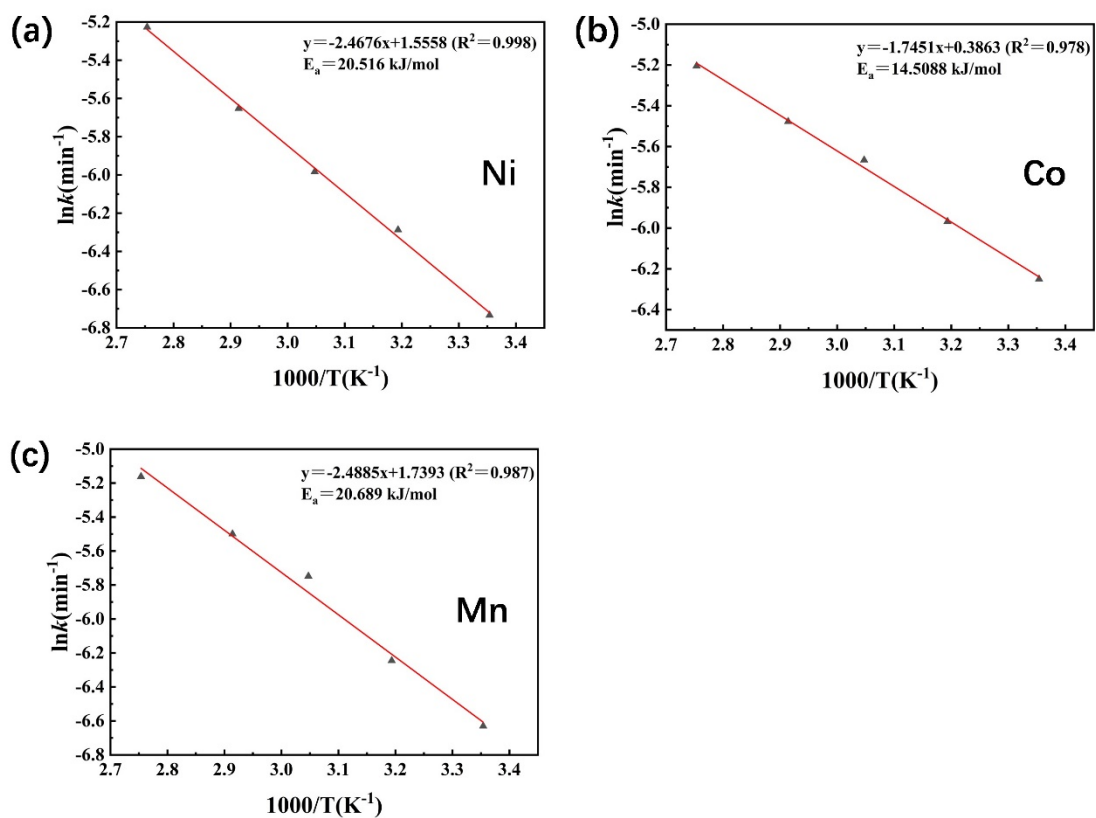 (a)
y=-2.4676x+1.5558 (R²=0.998)
Eₐ=20.516 kJ/mol
Ni
lnk(min⁻¹)
-5.2
-5.6
-5.8
-6.0
-6.2
-6.4
-6.6
-6.8
2.7 2.8 2.9 3.0 3.1 3.2 3.3 3.4
1000/T(K⁻¹)
(b)
y=-1.7451x+0.3863 (R²=0.978)
Eₐ=14.5088 kJ/mol
Co
lnk(min⁻¹)
-5.0
-5.2
-5.4
-5.6
-5.8
-6.0
-6.2
-6.4
2.7 2.8 2.9 3.0 3.1 3.2 3.3 3.4
1000/T(K⁻¹)
(c)
y=-2.4885x+1.7393 (R²=0.987)
Eₐ=20.689 kJ/mol
Mn
lnk(min⁻¹)
-5.0
-5.2
-5.4
-5.6
-5.8
-6.0
-6.2
-6.4
-6.6
-6.8
2.7 2.8 2.9 3.0 3.1 3.2 3.3 3.4
1000/T(K⁻¹)